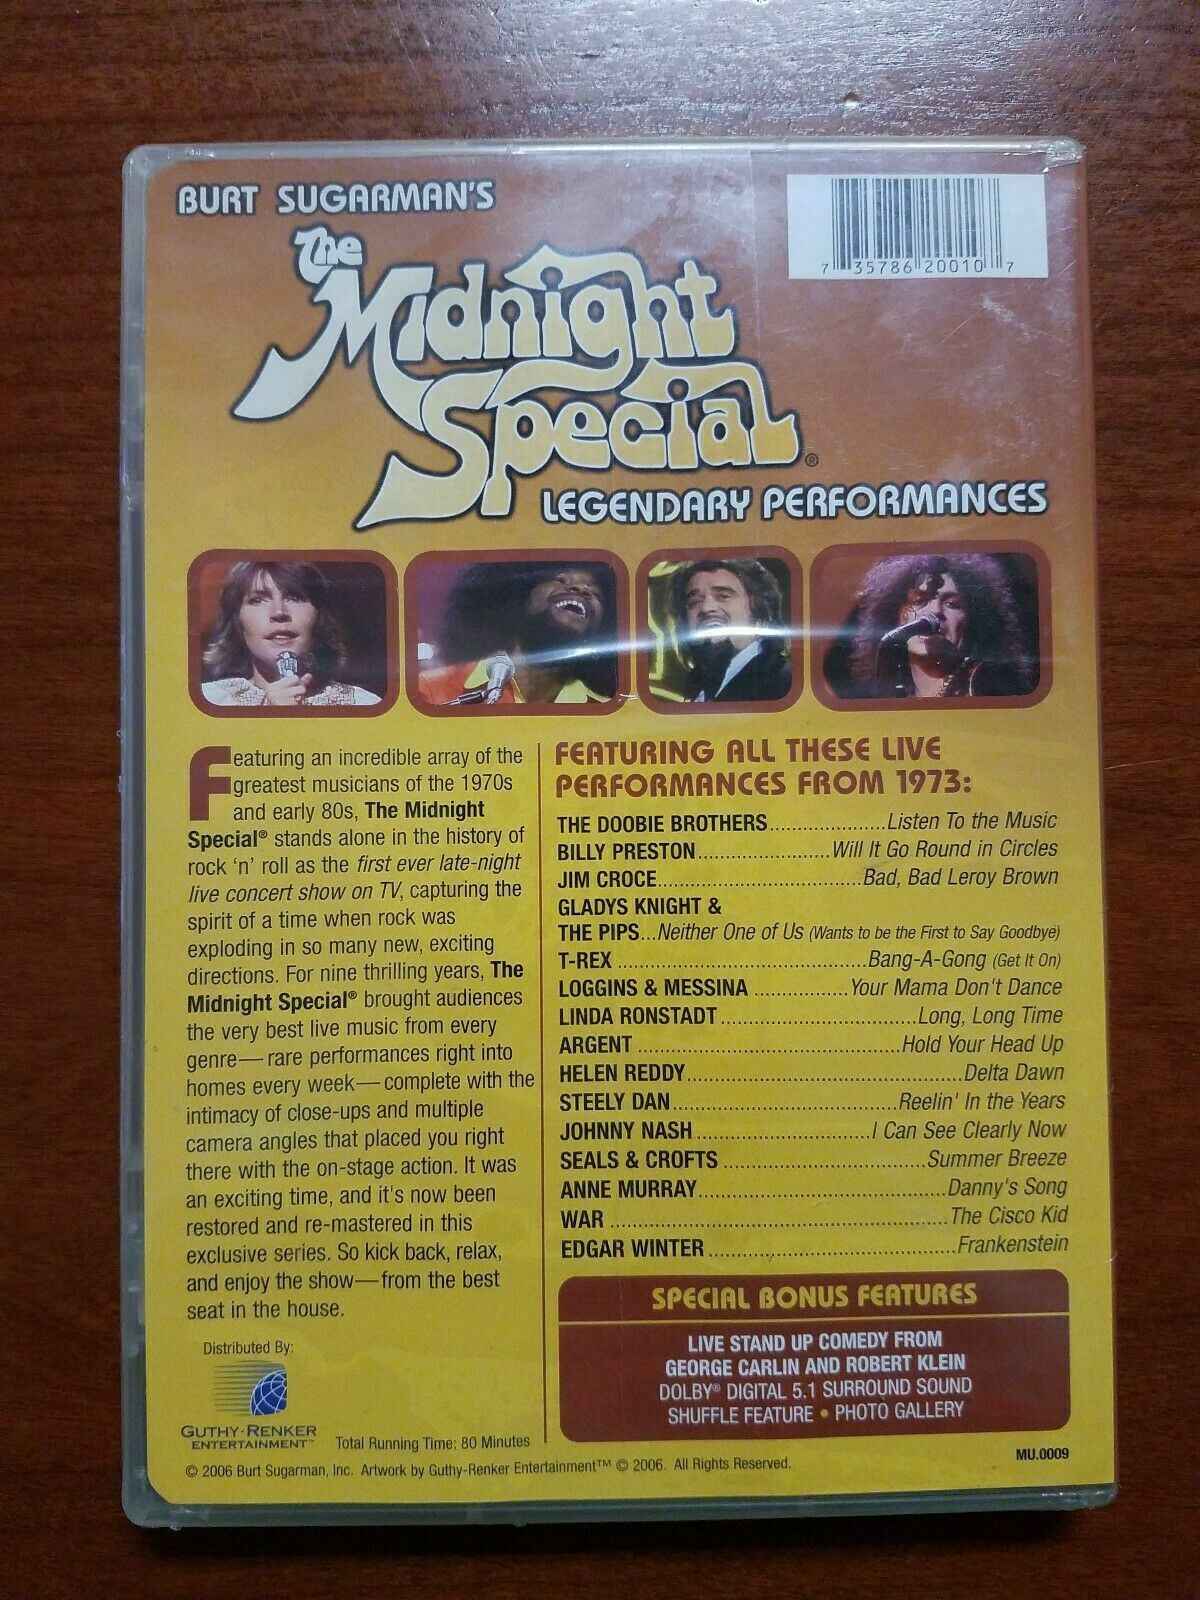 BURT SUGARMAN'S
The
Midnight
Special®
LEGENDARY PERFORMANCES
7 35786 20010 7
Featuring an incredible array of the
greatest musicians of the 1970s
and early 80s, The Midnight
Special® stands alone in the history of
rock 'n' roll as the first ever late-night
live concert show on TV, capturing the
spirit of a time when rock was
exploding in so many new, exciting
directions. For nine thrilling years, The
Midnight Special® brought audiences
the very best live music from every
genre—rare performances right into
homes every week—complete with the
intimacy of close-ups and multiple
camera angles that placed you right
there with the on-stage action. It was
an exciting time, and it's now been
restored and re-mastered in this
exclusive series. So kick back, relax,
and enjoy the show—from the best
seat in the house.
Distributed By:
GUTHY-RENKER
ENTERTAINMENT™
Total Running Time: 80 Minutes
FEATURING ALL THESE LIVE
PERFORMANCES FROM 1973:
THE DOOBIE BROTHERS......................Listen To the Music
BILLY PRESTON..........................Will It Go Round in Circles
JIM CROCE.......................................Bad, Bad Leroy Brown
GLADYS KNIGHT &
THE PIPS...Neither One of Us (Wants to be the First to Say Goodbye)
T-REX ...............................................Bang-A-Gong (Get It On)
LOGGINS & MESSINA ..................Your Mama Don't Dance
LINDA RONSTADT .....................................Long, Long Time
ARGENT ..................................................Hold Your Head Up
HELEN REDDY....................................................Delta Dawn
STEELY DAN...........................................Reelin' In the Years
JOHNNY NASH .................................I Can See Clearly Now
SEALS & CROFTS ......................................Summer Breeze
ANNE MURRAY...............................................Danny's Song
WAR ................................................................The Cisco Kid
EDGAR WINTER ...............................................Frankenstein
SPECIAL BONUS FEATURES
LIVE STAND UP COMEDY FROM
GEORGE CARLIN AND ROBERT KLEIN
DOLBY® DIGITAL 5.1 SURROUND SOUND
SHUFFLE FEATURE • PHOTO GALLERY
© 2006 Burt Sugarman, Inc. Artwork by Guthy-Renker Entertainment™ © 2006. All Rights Reserved.
MU.0009